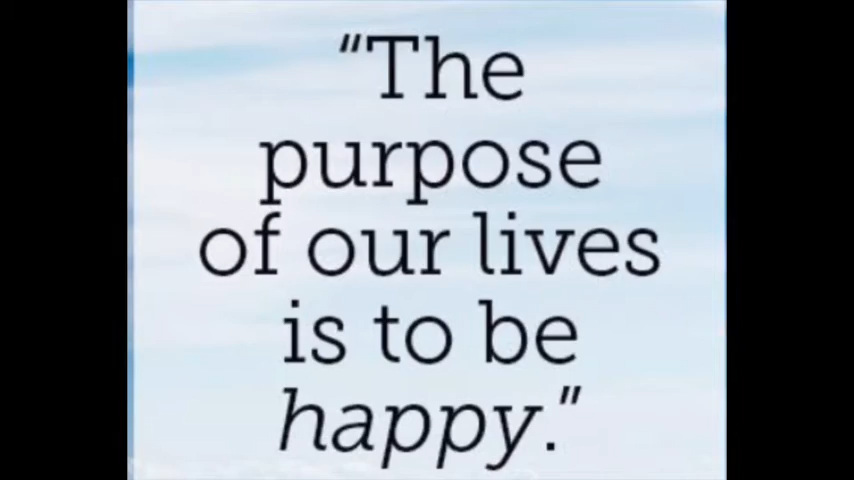 “The
purpose
of our lives
is to be
happy.”